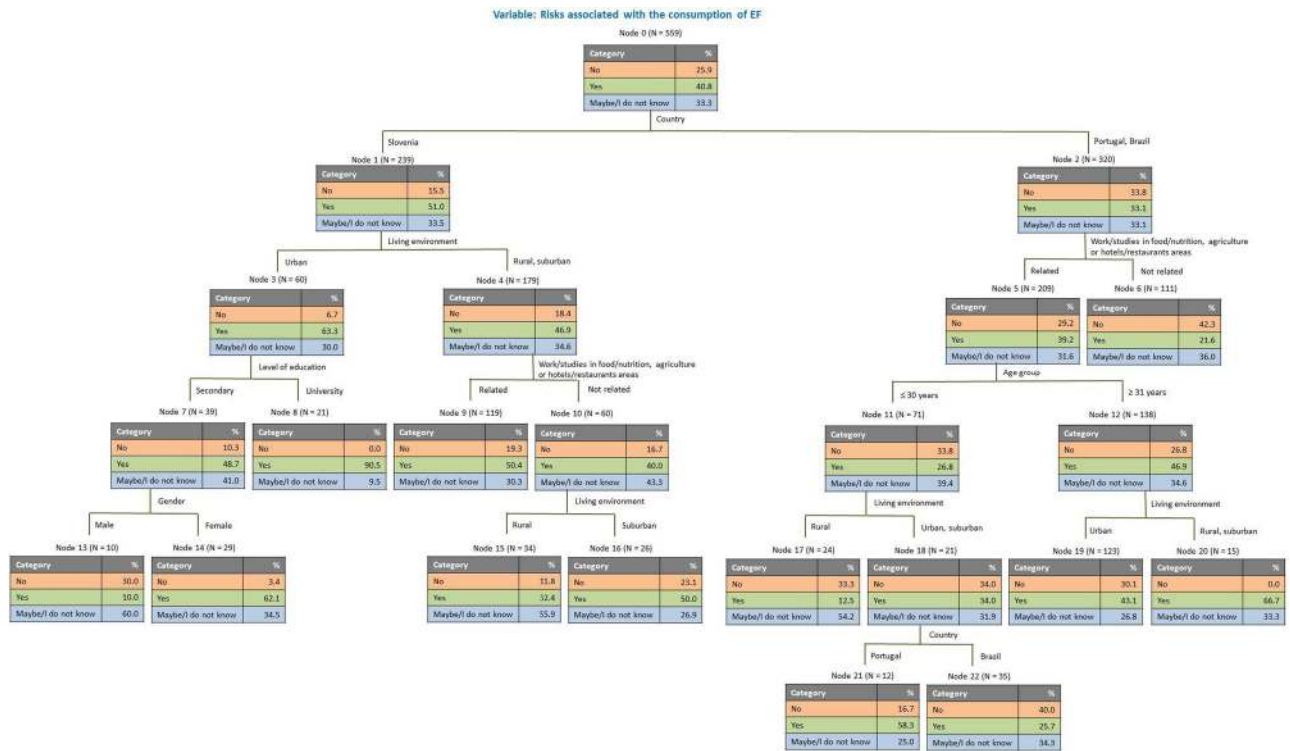 Variable: Risks associated with the consumption of EF
Node 0 (N = 559)
Category %
No 25.9
Yes 40.8
Maybe/I do not know 33.3
Country
Slovenia
Portugal, Brazil
Node 1 (N = 239)
Category %
No 15.5
Yes 51.0
Maybe/I do not know 33.5
Living environment
Node 2 (N = 320)
Category %
No 33.8
Yes 33.1
Maybe/I do not know 33.1
Work/studies in food/nutrition, agriculture
or hotels/restaurants areas
Urban
Rural, suburban
Related
Not related
Node 3 (N = 60)
Category %
No 6.7
Yes 63.3
Maybe/I do not know 30.0
Level of education
Node 4 (N = 179)
Category %
No 18.4
Yes 46.9
Maybe/I do not know 34.6
Work/studies in food/nutrition, agriculture
or hotels/restaurants areas
Node 5 (N = 209)
Category %
No 29.2
Yes 39.2
Maybe/I do not know 31.6
Age group
Node 6 (N = 111)
Category %
No 42.3
Yes 21.6
Maybe/I do not know 36.0
Secondary
University
Related
Not related
≤ 30 years
≥ 31 years
Node 7 (N = 39)
Category %
No 10.3
Yes 48.7
Maybe/I do not know 41.0
Gender
Node 8 (N = 21)
Category %
No 0.0
Yes 90.5
Maybe/I do not know 9.5
Node 9 (N = 119)
Category %
No 19.3
Yes 50.4
Maybe/I do not know 30.3
Node 10 (N = 60)
Category %
No 16.7
Yes 40.0
Maybe/I do not know 43.3
Living environment
Node 11 (N = 71)
Category %
No 33.8
Yes 26.8
Maybe/I do not know 39.4
Living environment
Node 12 (N = 138)
Category %
No 26.8
Yes 46.9
Maybe/I do not know 34.6
Living environment
Male
Female
Rural
Suburban
Rural
Urban, suburban
Urban
Rural, suburban
Node 13 (N = 10)
Category %
No 30.0
Yes 10.0
Maybe/I do not know 60.0
Node 14 (N = 29)
Category %
No 3.4
Yes 62.1
Maybe/I do not know 34.5
Node 15 (N = 34)
Category %
No 11.8
Yes 32.4
Maybe/I do not know 55.9
Node 16 (N = 26)
Category %
No 23.1
Yes 50.0
Maybe/I do not know 26.9
Node 17 (N = 24)
Category %
No 33.3
Yes 12.5
Maybe/I do not know 54.2
Node 18 (N = 21)
Category %
No 34.0
Yes 34.0
Maybe/I do not know 31.9
Country
Node 19 (N = 123)
Category %
No 30.1
Yes 43.1
Maybe/I do not know 26.8
Node 20 (N = 15)
Category %
No 0.0
Yes 66.7
Maybe/I do not know 33.3
Portugal
Brazil
Node 21 (N = 12)
Category %
No 16.7
Yes 58.3
Maybe/I do not know 25.0
Node 22 (N = 35)
Category %
No 40.0
Yes 25.7
Maybe/I do not know 34.3